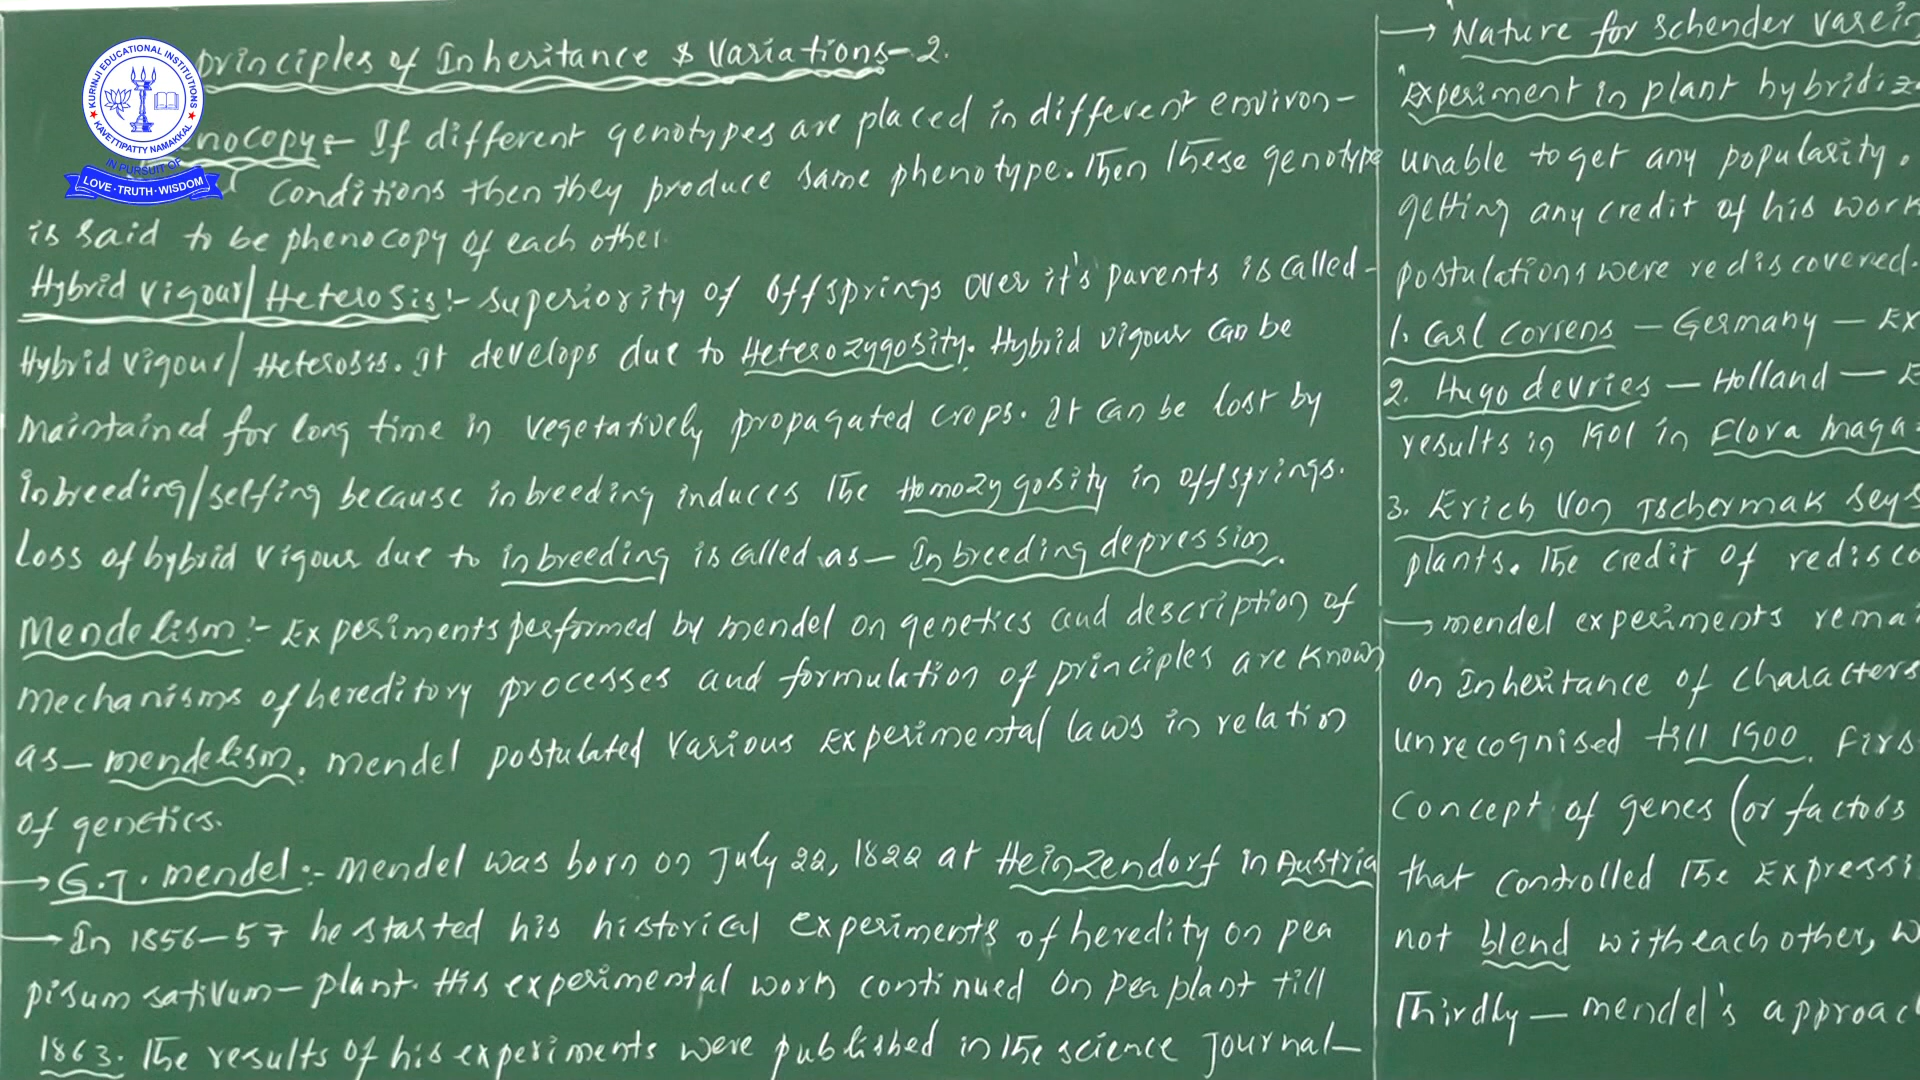 KURINJI EDUCATIONAL INSTITUTIONS
KAVETTIPATTY NAMAKKAL
IN PURSUIT OF
LOVE · TRUTH · WISDOM
principles of Inheritance & Variations-2.
nocopy:- If different genotypes are placed in different environ-
conditions then they produce same phenotype. Then these genotype
is said to be phenocopy of each other.
Hybrid Vigour/Heterosis:- superiority of offsprings over it's parents is called-
Hybrid Vigour/Heterosis. It develops due to Heterozygosity. Hybrid vigour can be
maintained for long time in vegetatively propagated crops. It can be lost by
inbreeding/selfing because inbreeding induces the Homozygosity in offsprings.
Loss of hybrid vigour due to inbreeding is called as- Inbreeding depression.
Mendelism:- Experiments performed by mendel on genetics and description of
mechanisms of hereditory processes and formulation of principles are known
as- mendelism. mendel postulated various experimental laws in relation
of genetics.
→ G.J. mendel:- mendel was born on July 22, 1822 at Heinzendorf in Austria
→ In 1856-57 he started his historical experiments of heredity on pea
pisum sativum- plant. His experimental work continued on pea plant till
1863. The results of his experiments were published in the science journal-
→ Nature for schender varein
Experiment in plant hybridiz
unable to get any popularity.
getting any credit of his work
postulations were rediscovered.
1. Carl Correns - Germany - Ex
2. Hugo devries - Holland - E
results in 1901 in Flora maga
3. Erich Von Tschermak Seys
plants. The credit of redisco
→ mendel experiments remai
on Inheritance of characters
unrecognised till 1900. Firs
Concept of genes (or factors
that controlled the Expressi
not blend with each other, w
Thirdly- mendel's approac